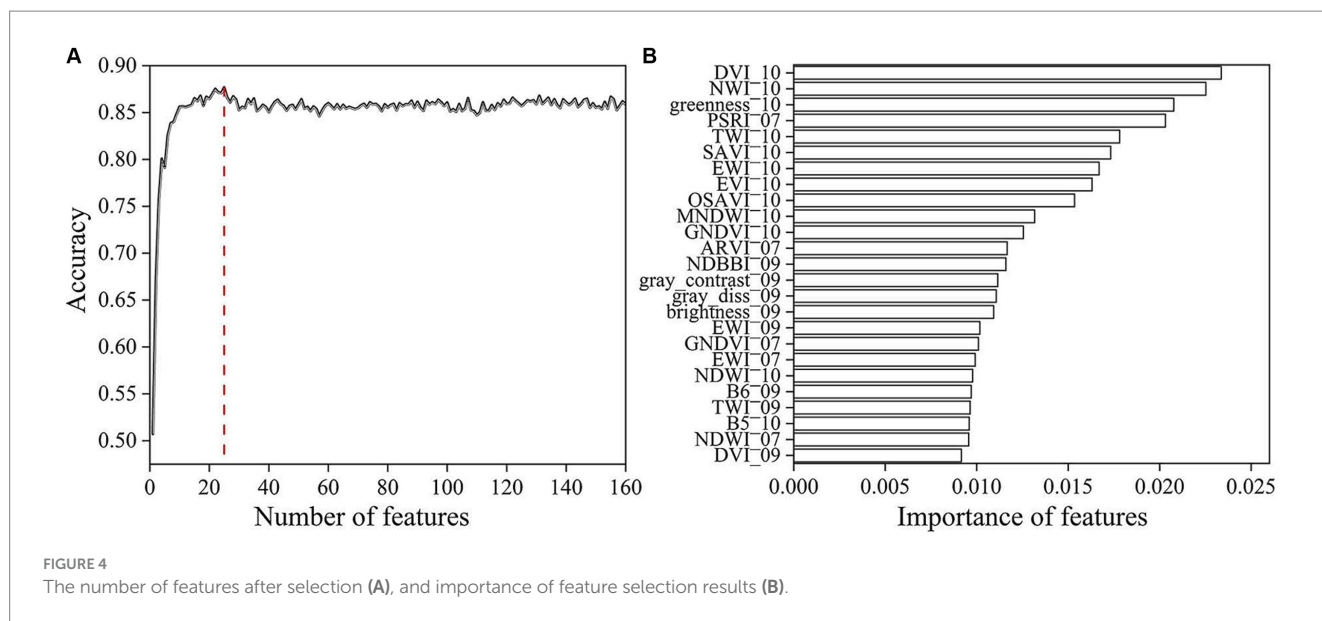 A
0.90
0.85
0.80
0.75
0.70
0.65
0.60
0.55
0.50
Accuracy
0 20 40 60 80 100 120 140 160
Number of features
B
DVI_10
NWI_10
greenness_10
PSRI_07
TWI_10
SAVI_10
EWI_10
EVI_10
OSAVI_10
MNDWI_10
GNDVI_10
ARVI_07
NDBBI_09
gray_contrast_09
gray_diss_09
brightness_09
EWI_09
GNDVI_07
EWI_07
NDWI_10
B6_09
TWI_09
B5_10
NDWI_07
DVI_09
0.000 0.005 0.010 0.015 0.020 0.025
Importance of features
FIGURE 4
The number of features after selection (A), and importance of feature selection results (B).